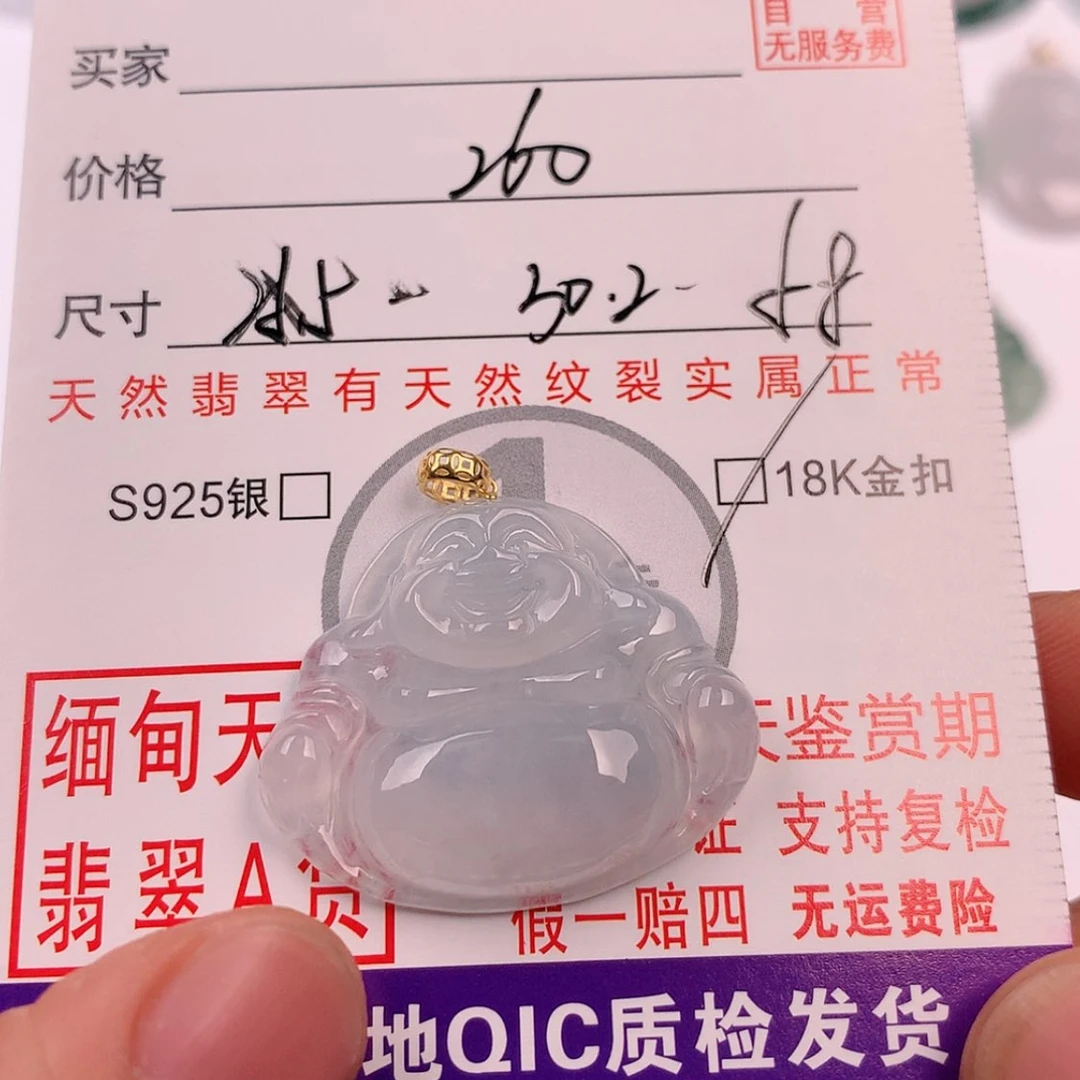 自 营
无服务费
买家
价格 260
尺寸 - 30.2-
天然翡翠有天然纹裂实属正常
S925银
18K金扣
缅甸天
翡翠A货
天鉴赏期
证 支持复检
假一赔四 无运费险
地QIC质检发货